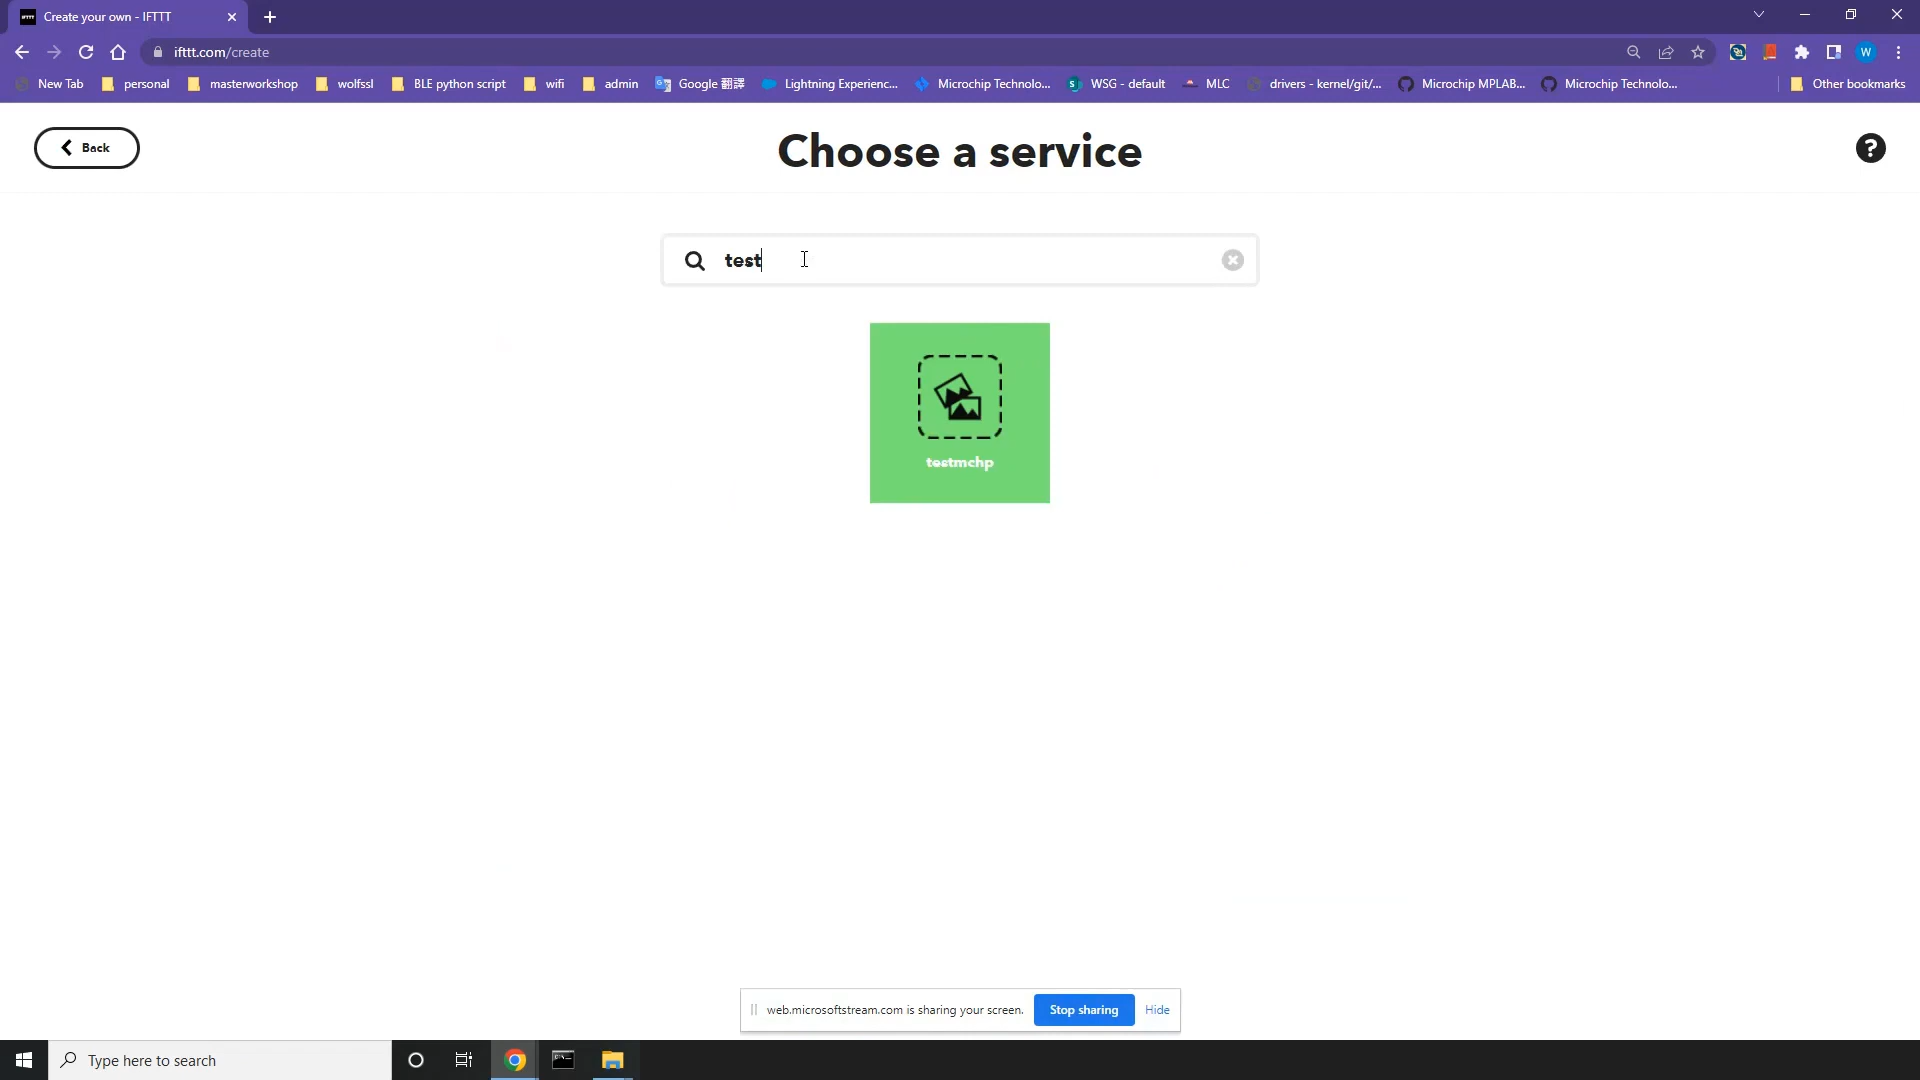 Create your own - IFTTT
ifttt.com/create
New Tab
personal
masterworkshop
wolfssl
BLE python script
wifi
admin
Google 翻譯
Lightning Experienc...
Microchip Technolo...
WSG - default
MLC
drivers - kernel/git/...
Microchip MPLAB...
Microchip Technolo...
Other bookmarks
Back
Choose a service
?
test
testmchp
web.microsoftstream.com is sharing your screen.
Stop sharing
Hide
Type here to search